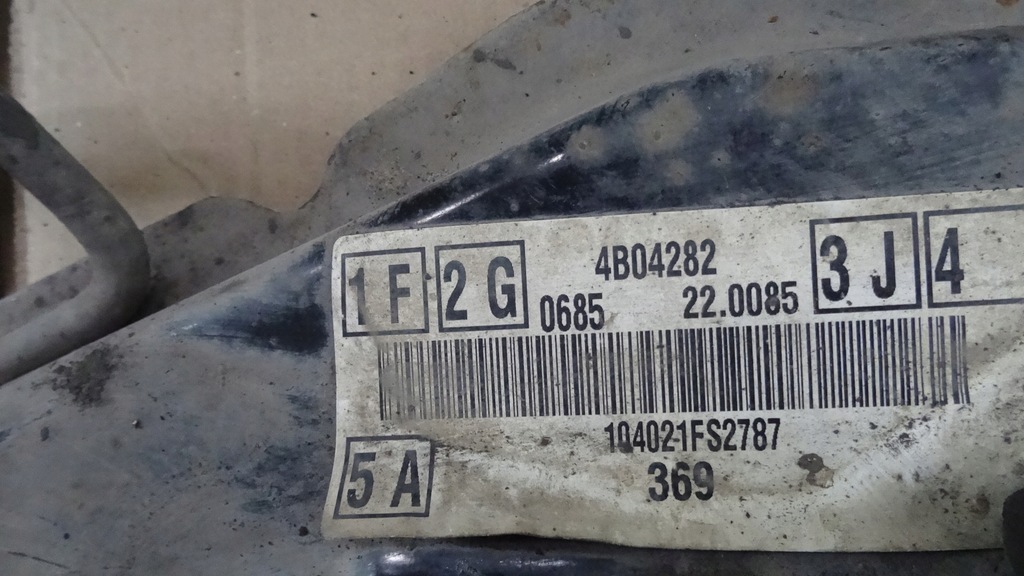 1F 2G 4B04282 3J 4
0685 22.0085
104021FS2787
5A 369